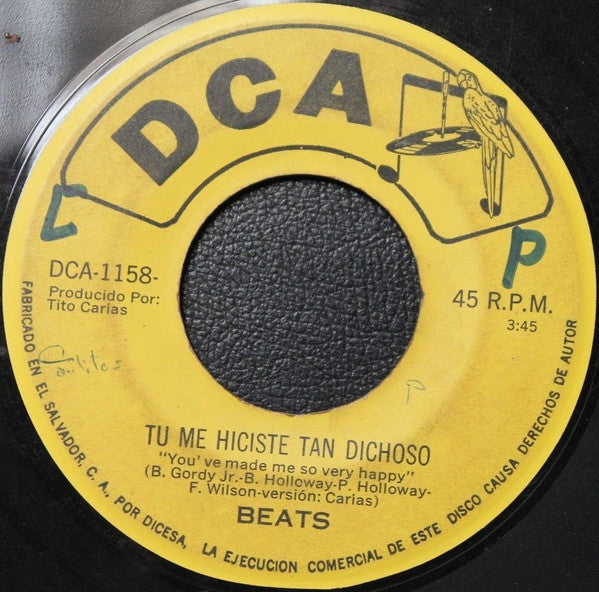 DCA
L
P
DCA-1158-
Producido Por:
Tito Carías
45 R.P.M.
3:45
Carlitos
P
TU ME HICISTE TAN DICHOSO
"You've made me so very happy"
(B. Gordy Jr.-B. Holloway-P. Holloway-
F. Wilson-versión: Carías)
BEATS
FABRICADO EN EL SALVADOR, C. A., POR DICESA, LA EJECUCION COMERCIAL DE ESTE DISCO CAUSA DERECHOS DE AUTOR